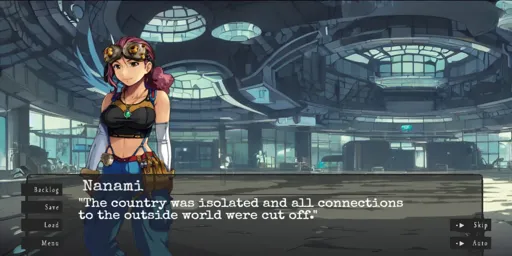 Nanami
"The country was isolated and all connections
to the outside world were cut off."
Backlog
Save
Load
Menu
Skip
Auto